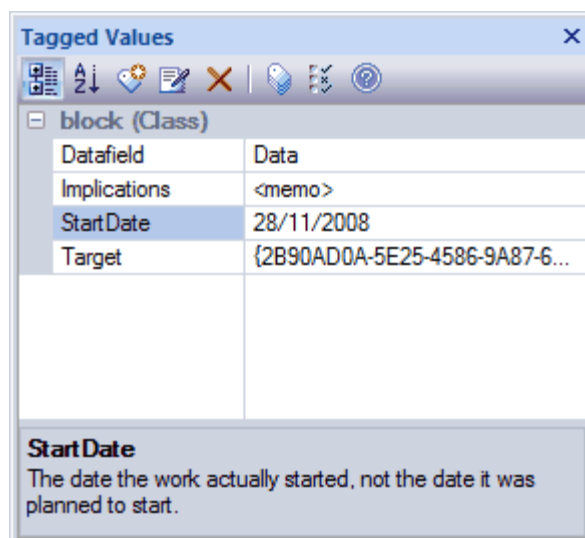 Tagged Values
block (Class)
Datafield Data
Implications <memo>
StartDate 28/11/2008
Target {2B90AD0A-5E25-4586-9A87-6...
StartDate
The date the work actually started, not the date it was
planned to start.